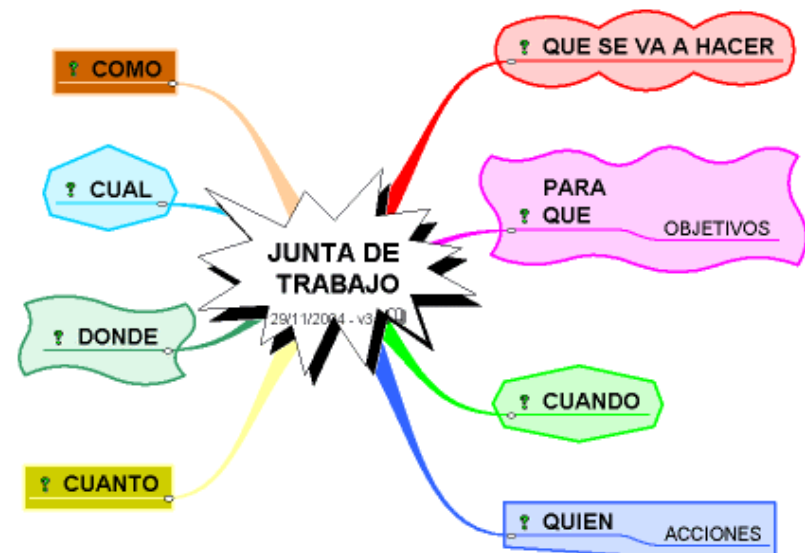 JUNTA DE
TRABAJO
29/11/2004 - v3
QUE SE VA A HACER
PARA
QUE
OBJETIVOS
CUANDO
QUIEN
ACCIONES
CUANTO
DONDE
CUAL
COMO